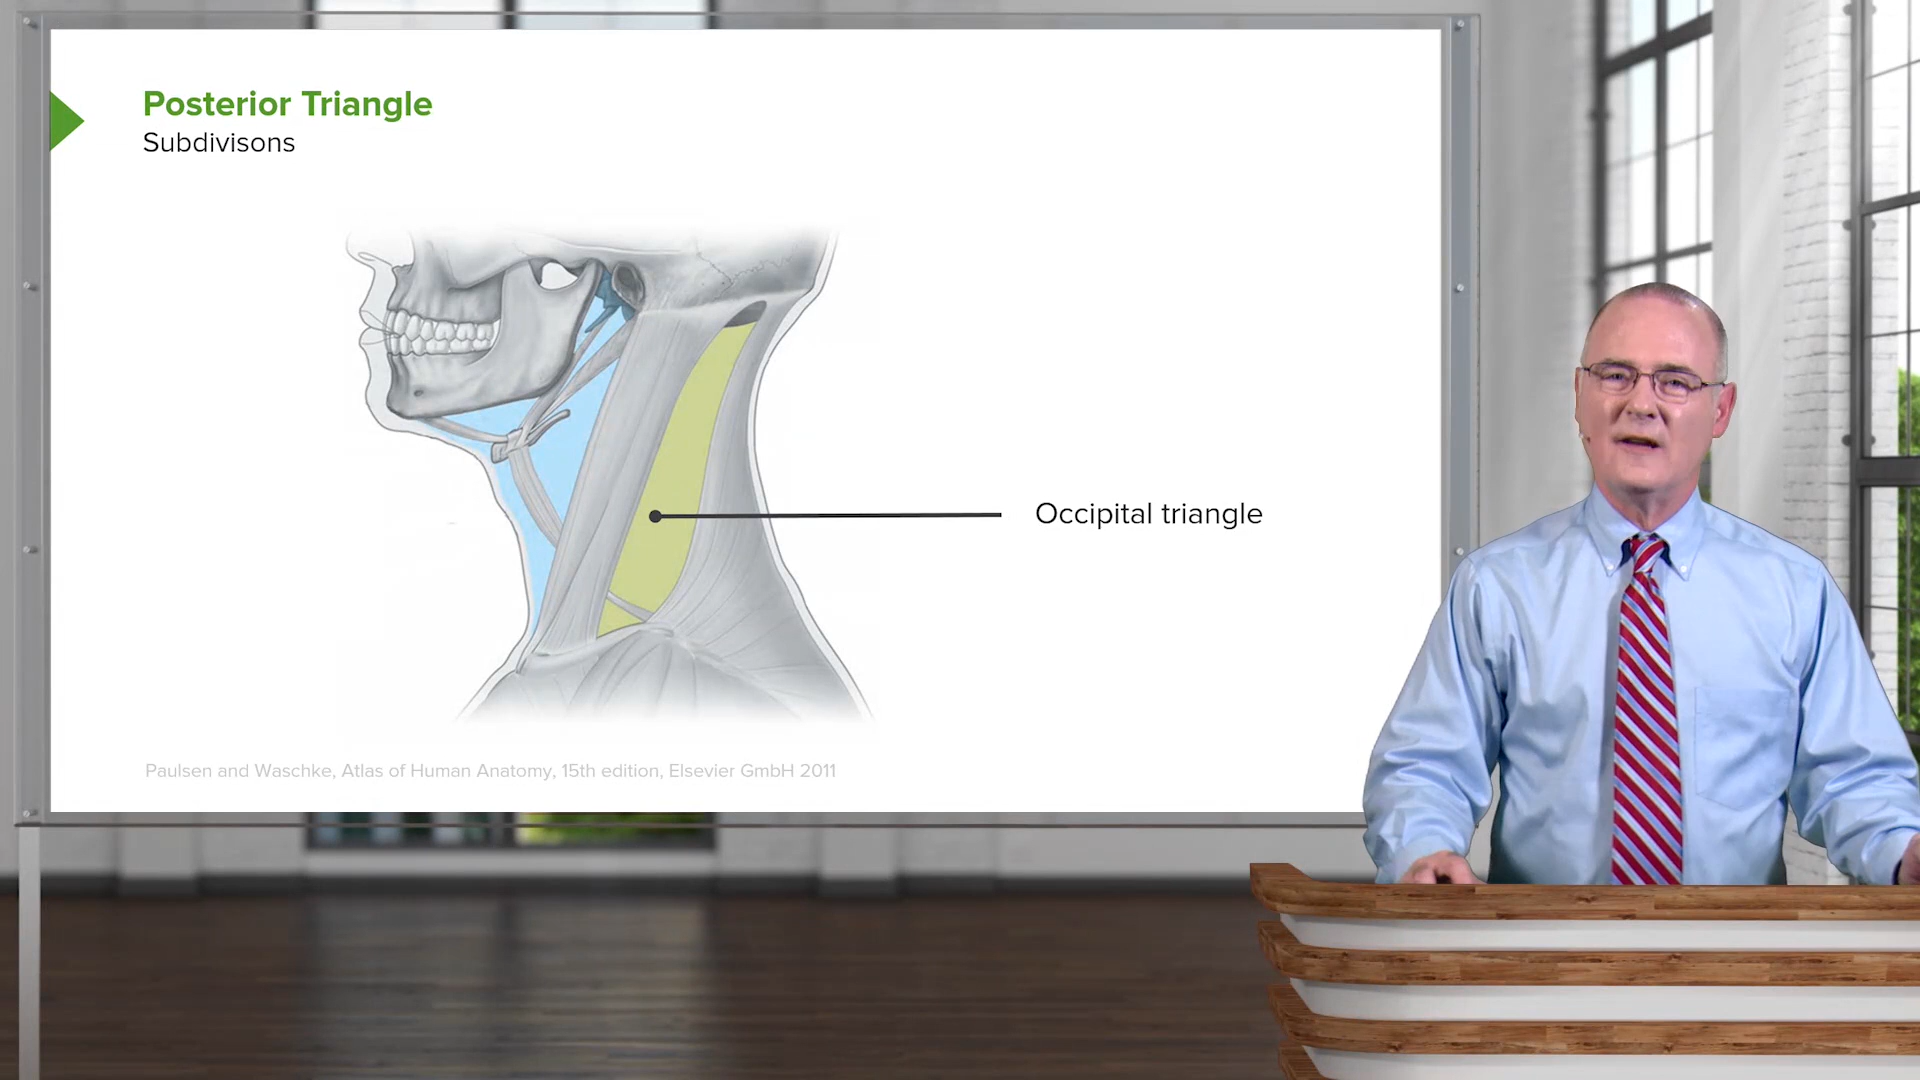 Posterior Triangle
Subdivisons
Occipital triangle
Paulsen and Waschke, Atlas of Human Anatomy, 15th edition, Elsevier GmbH 2011